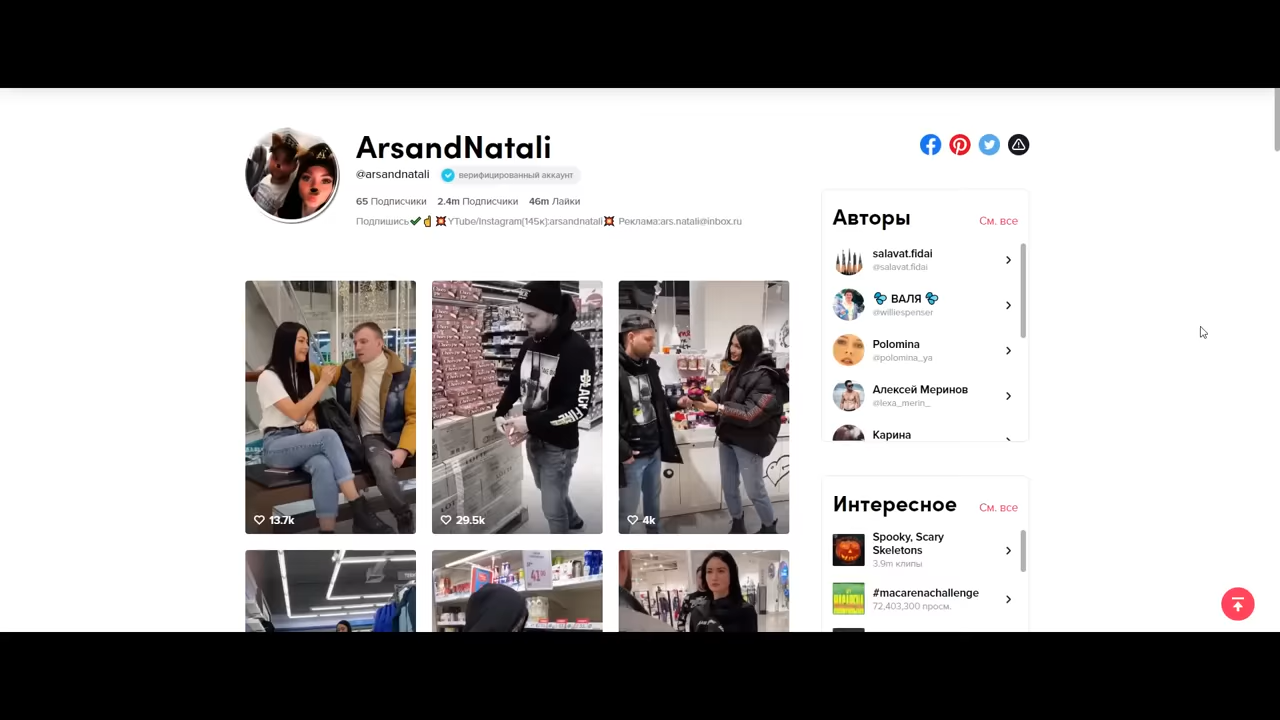 ArsandNatali
@arsandnatali
верифицированный аккаунт
65 Подписчики 2.4m Подписчики 46m Лайки
Подпишись✔☝💥YTube/Instagram(145к):arsandnatali💥 Реклама:ars.natali@inbox.ru
13.7k
29.5k
4k
41
Авторы
См. все
salavat.fidai
@salavat.fidai
ВАЛЯ
@williespenser
Polomina
@polomina_ya
Алексей Меринов
@lexa_merin_
Карина
Интересное
См. все
Spooky, Scary
Skeletons
3.9m клипы
#macarenachallenge
72,403,300 просм.